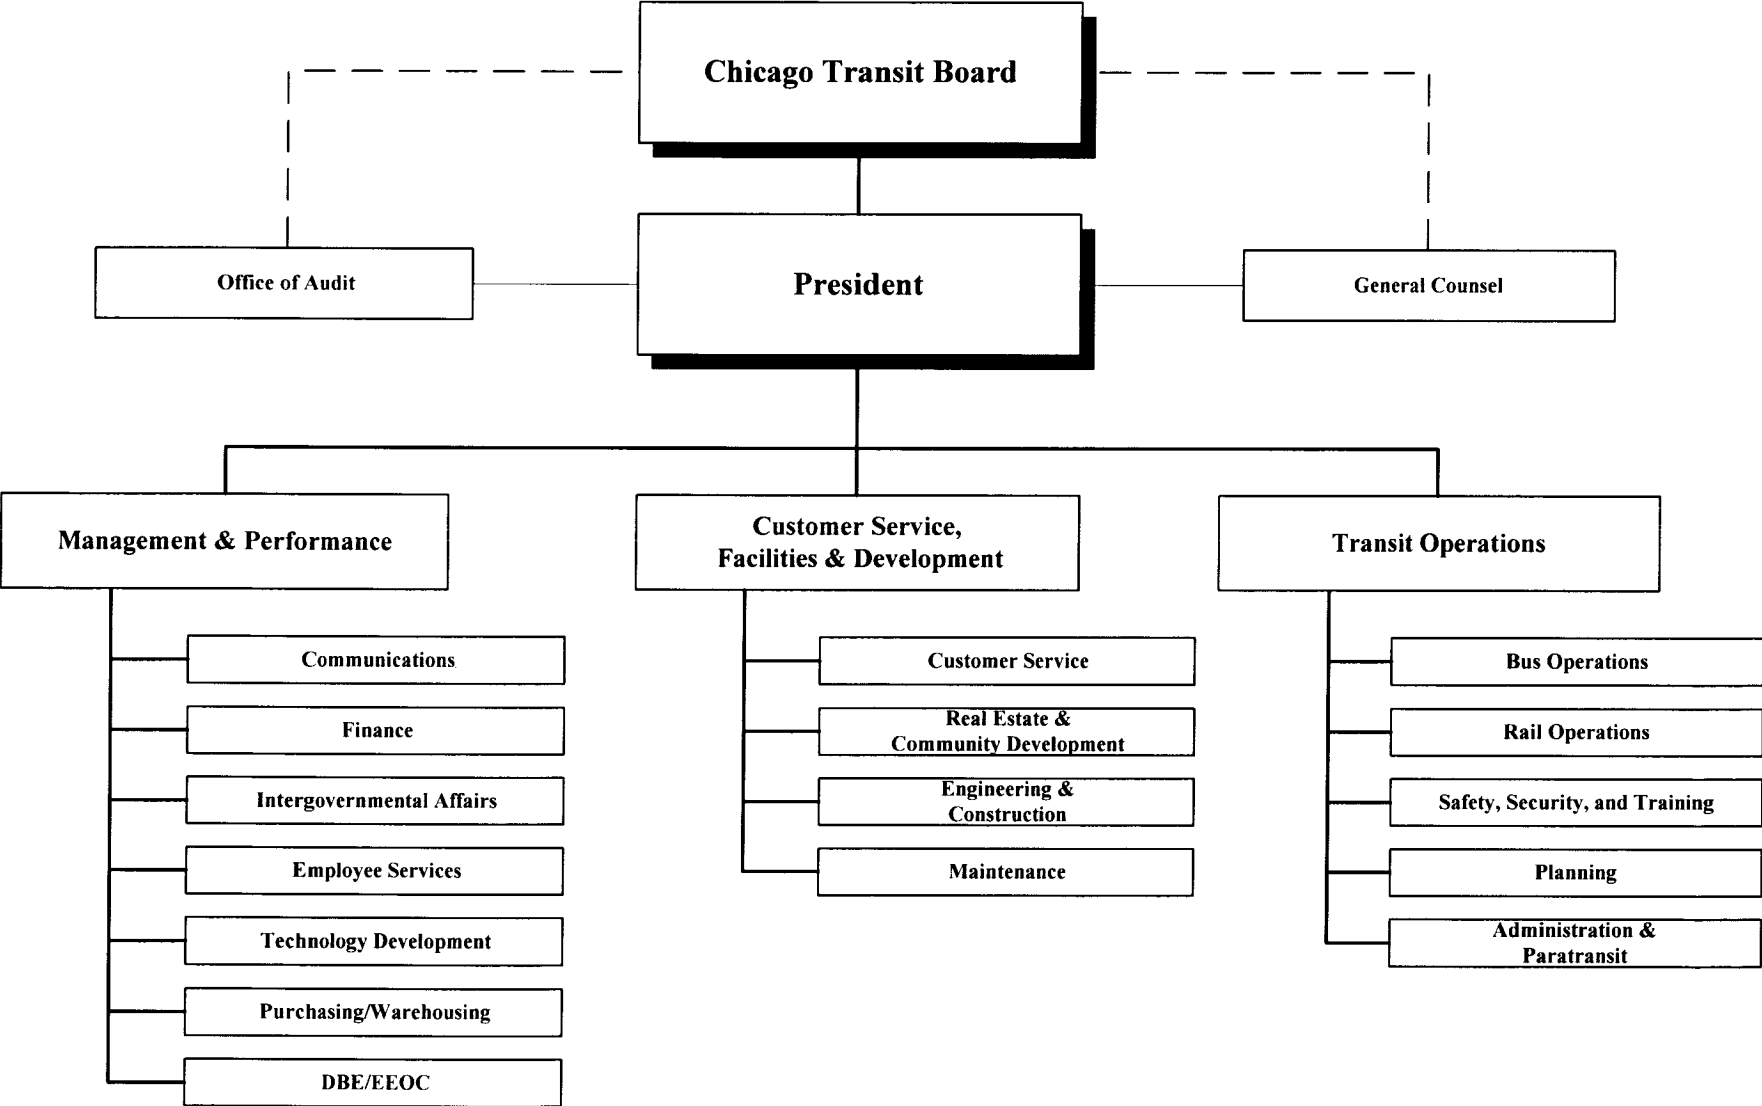 Chicago Transit Board
Office of Audit
President
General Counsel
Management & Performance
Customer Service,
Facilities & Development
Transit Operations
Communications
Finance
Intergovernmental Affairs
Employee Services
Technology Development
Purchasing/Warehousing
DBE/EEOC
Customer Service
Real Estate &
Community Development
Engineering &
Construction
Maintenance
Bus Operations
Rail Operations
Safety, Security, and Training
Planning
Administration &
Paratransit